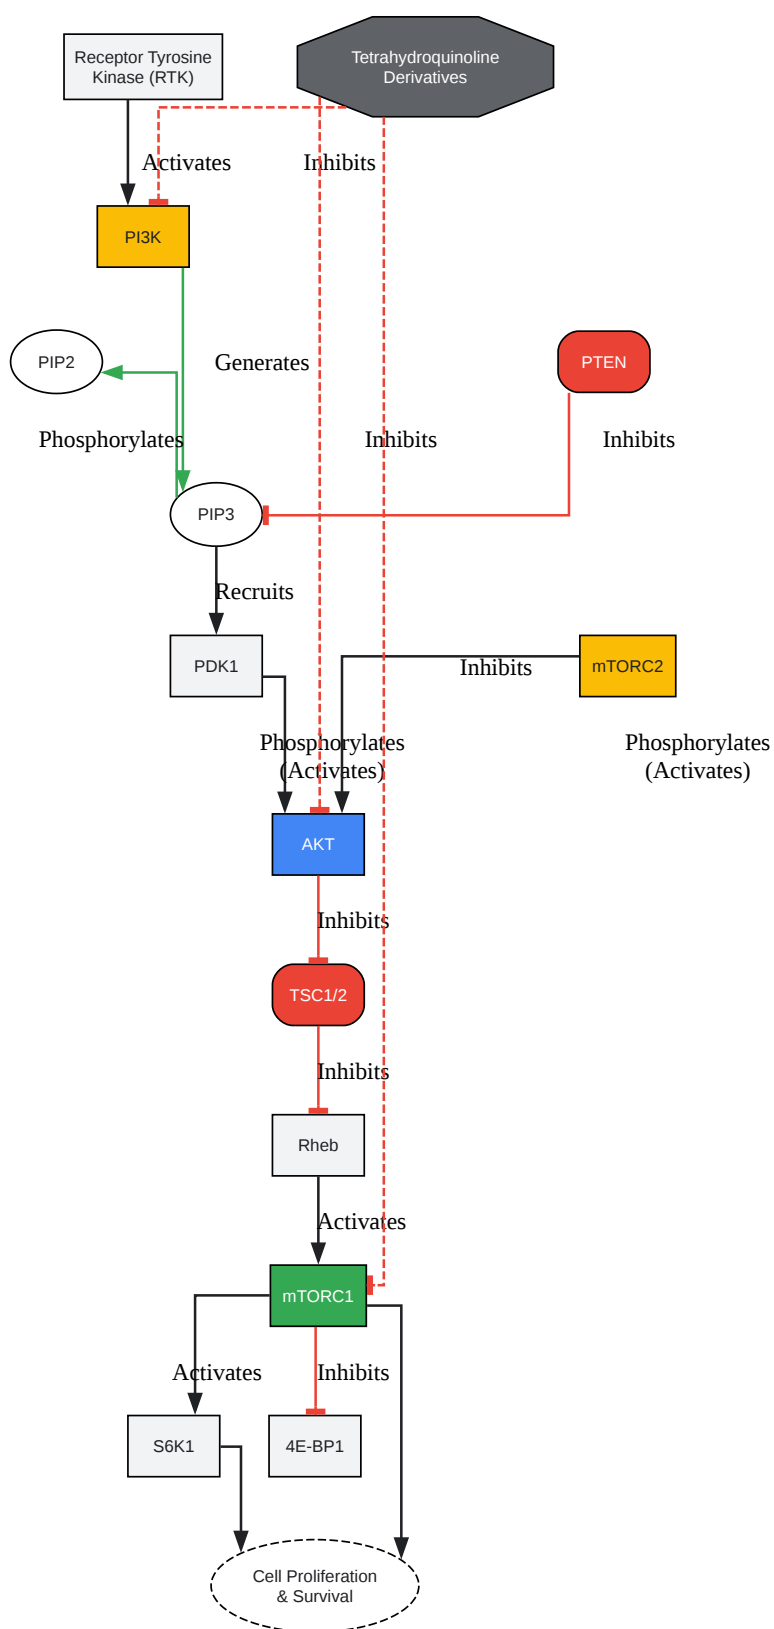 Receptor Tyrosine
Kinase (RTK)
Tetrahydroquinoline
Derivatives
Activates
Inhibits
PI3K
PIP2
Generates
PTEN
Phosphorylates
Inhibits
Inhibits
PIP3
Recruits
PDK1
Inhibits
mTORC2
Phosphorylates
(Activates)
Phosphorylates
(Activates)
AKT
Inhibits
TSC1/2
Inhibits
Rheb
Activates
mTORC1
Activates
Inhibits
S6K1
4E-BP1
Cell Proliferation
& Survival